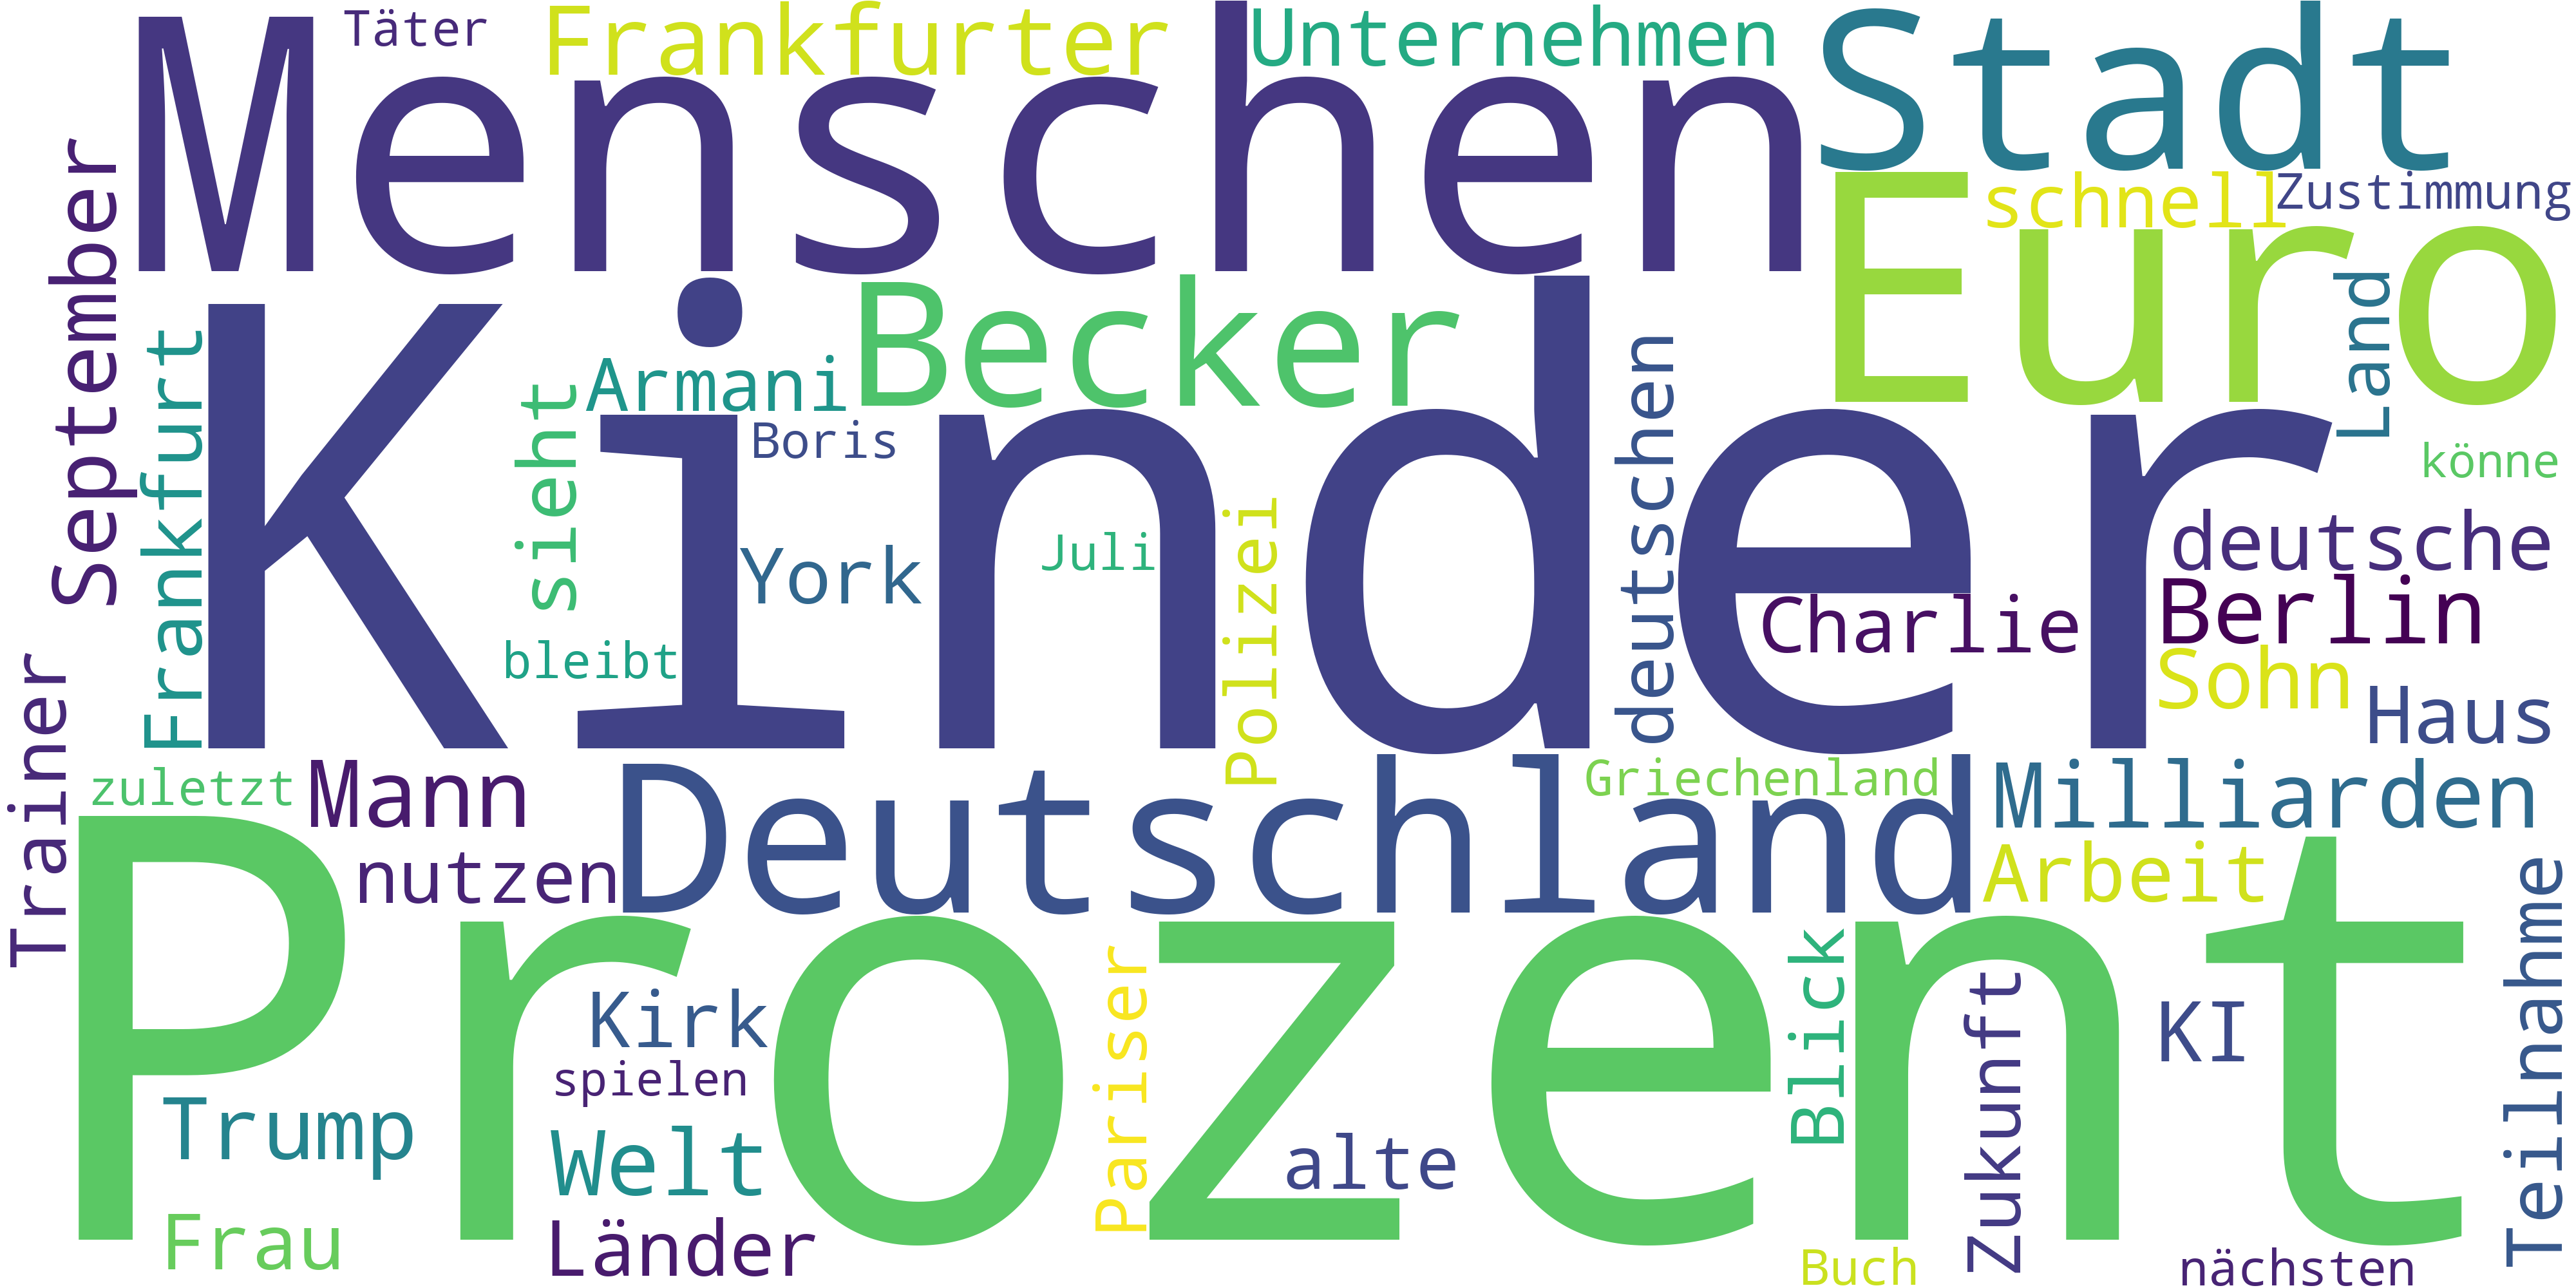 Täter
Frankfurter
Unternehmen
Menschen
Stadt
schnell
Zustimmung
Euro
September
Becker
Land
Armani
Boris
Kinder
Frankfurt
sieht
deutschen
könne
York
Juli
Polizei
deutsche
Berlin
Charlie
bleibt
Sohn
Haus
Trainer
zuletzt
Mann
Deutschland
Griechenland
Milliarden
nutzen
Arbeit
Prozent
Teilnahme
Pariser
Blick
Zukunft
Kirk
KI
spielen
Trump
Welt
alte
Frau
Länder
Buch
nächsten